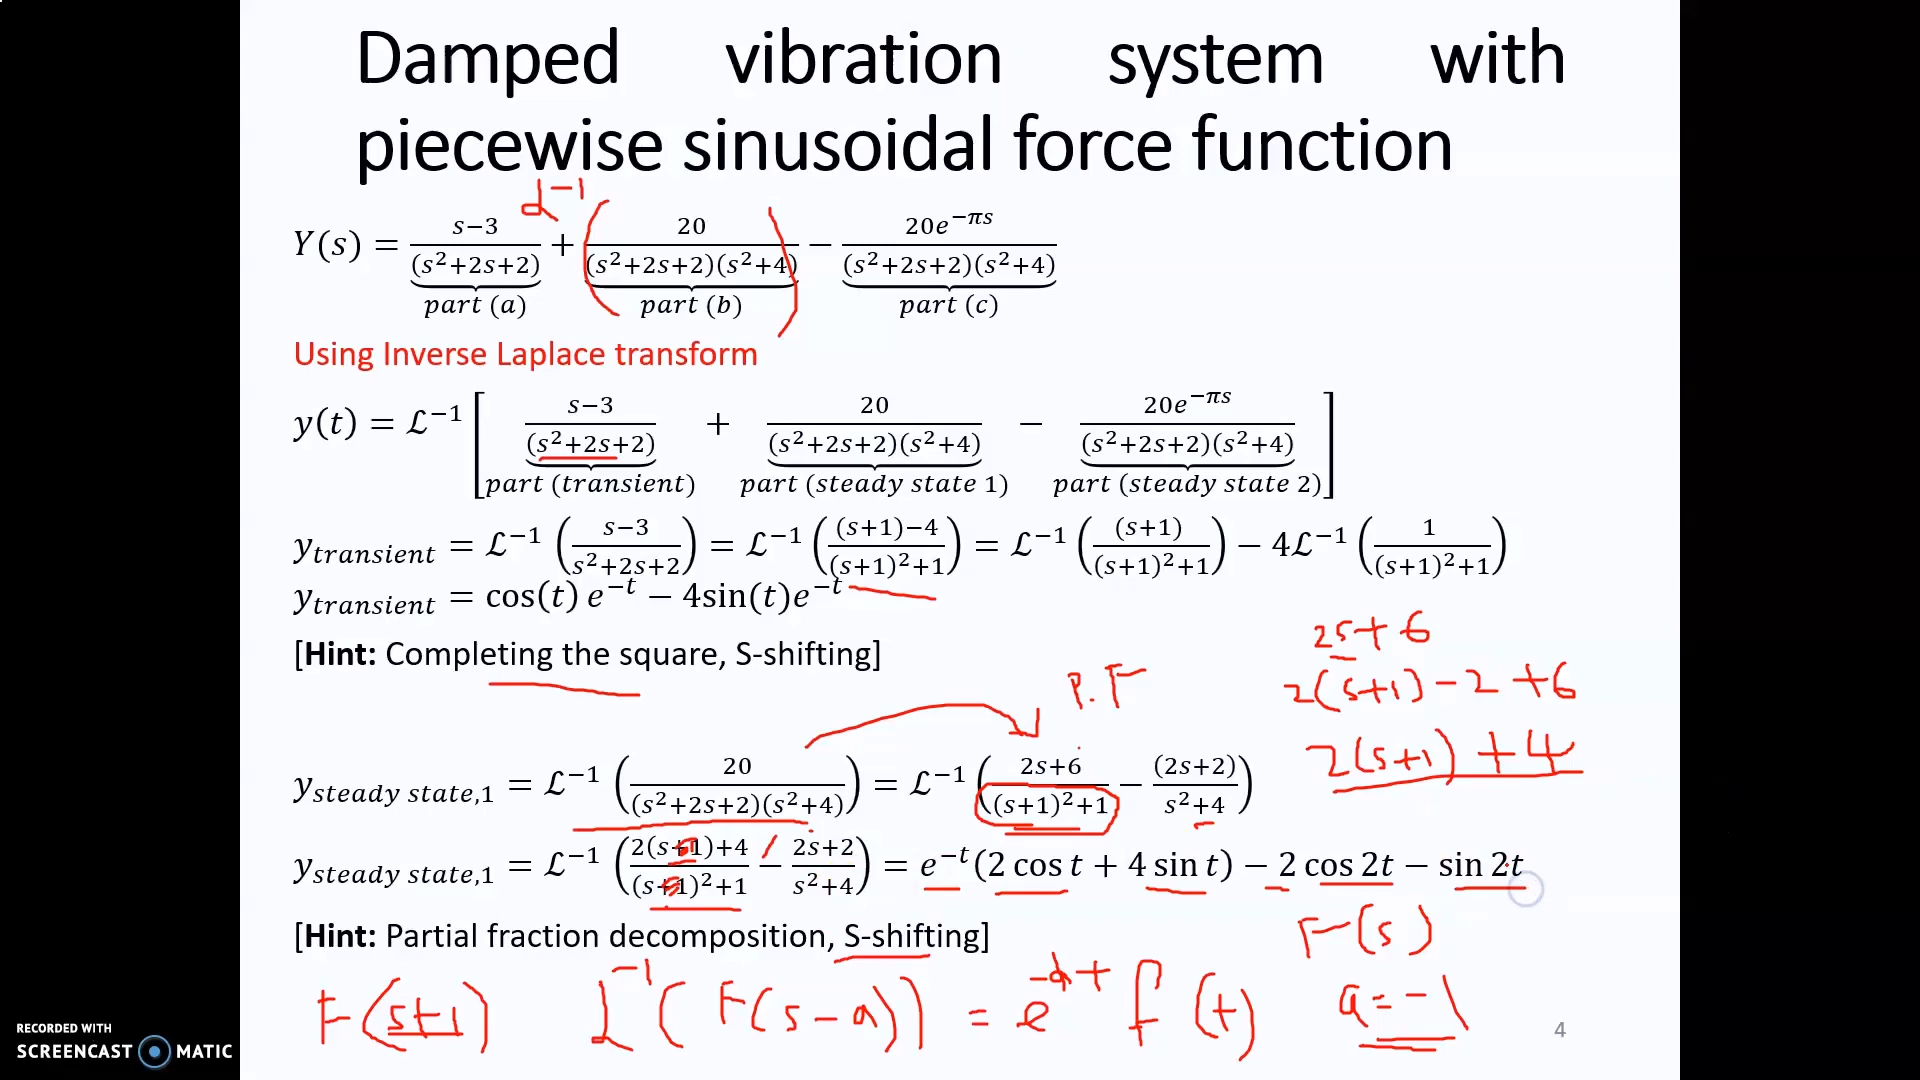 Damped vibration system with
piecewise sinusoidal force function
ℒ⁻¹
Y(s) = (s−3)/(s²+2s+2) + 20/((s²+2s+2)(s²+4)) − 20e^(−πs)/((s²+2s+2)(s²+4))
part (a) part (b) part (c)
Using Inverse Laplace transform
y(t) = ℒ⁻¹ [ (s−3)/(s²+2s+2) + 20/((s²+2s+2)(s²+4)) − 20e^(−πs)/((s²+2s+2)(s²+4)) ]
part (transient) part (steady state 1) part (steady state 2)
y_transient = ℒ⁻¹ ((s−3)/(s²+2s+2)) = ℒ⁻¹ (((s+1)−4)/((s+1)²+1)) = ℒ⁻¹ ((s+1)/((s+1)²+1)) − 4ℒ⁻¹ (1/((s+1)²+1))
y_transient = cos(t) e^(−t) − 4sin(t)e^(−t)
[Hint: Completing the square, S-shifting]
2s+6
2(s+1)−2+6
2(s+1)+4
P.F
y_steady state,1 = ℒ⁻¹ (20/((s²+2s+2)(s²+4))) = ℒ⁻¹ ((2s+6)/((s+1)²+1) − (2s+2)/(s²+4))
y_steady state,1 = ℒ⁻¹ ((2(s+1)+4)/((s+1)²+1) − (2s+2)/(s²+4)) = e^(−t)(2 cos t + 4 sin t) − 2 cos 2t − sin 2t
[Hint: Partial fraction decomposition, S-shifting]
F(s)
F(s+1) ℒ⁻¹(F(s−a)) = e^(−at) f(t) a=−1
4
RECORDED WITH
SCREENCAST MATIC